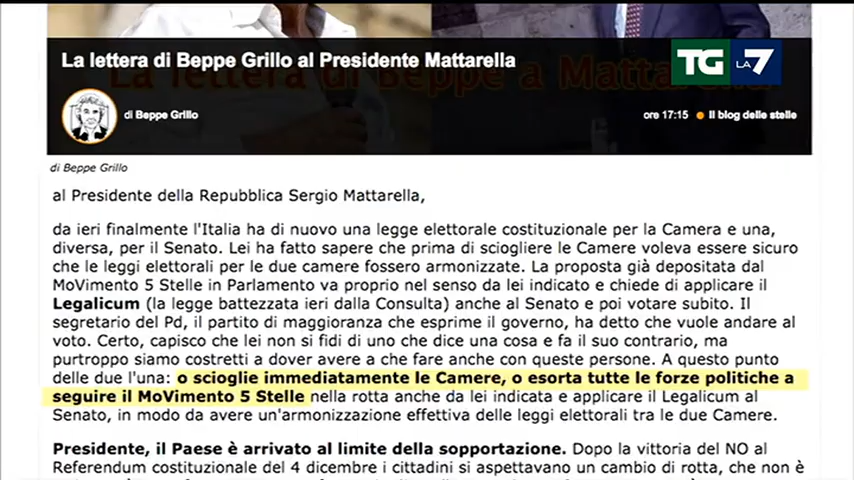 La lettera di Beppe Grillo al Presidente Mattarella
TG LA 7
La lettera di Beppe a Mattarella
di Beppe Grillo
ore 17:15 ● Il blog delle stelle
di Beppe Grillo
al Presidente della Repubblica Sergio Mattarella,
da ieri finalmente l'Italia ha di nuovo una legge elettorale costituzionale per la Camera e una,
diversa, per il Senato. Lei ha fatto sapere che prima di sciogliere le Camere voleva essere sicuro
che le leggi elettorali per le due camere fossero armonizzate. La proposta già depositata dal
MoVimento 5 Stelle in Parlamento va proprio nel senso da lei indicato e chiede di applicare il
Legalicum (la legge battezzata ieri dalla Consulta) anche al Senato e poi votare subito. Il
segretario del Pd, il partito di maggioranza che esprime il governo, ha detto che vuole andare al
voto. Certo, capisco che lei non si fidi di uno che dice una cosa e fa il suo contrario, ma
purtroppo siamo costretti a dover avere a che fare anche con queste persone. A questo punto
delle due l'una: o scioglie immediatamente le Camere, o esorta tutte le forze politiche a
seguire il MoVimento 5 Stelle nella rotta anche da lei indicata e applicare il Legalicum al
Senato, in modo da avere un'armonizzazione effettiva delle leggi elettorali tra le due Camere.
Presidente, il Paese è arrivato al limite della sopportazione. Dopo la vittoria del NO al
Referendum costituzionale del 4 dicembre i cittadini si aspettavano un cambio di rotta, che non è